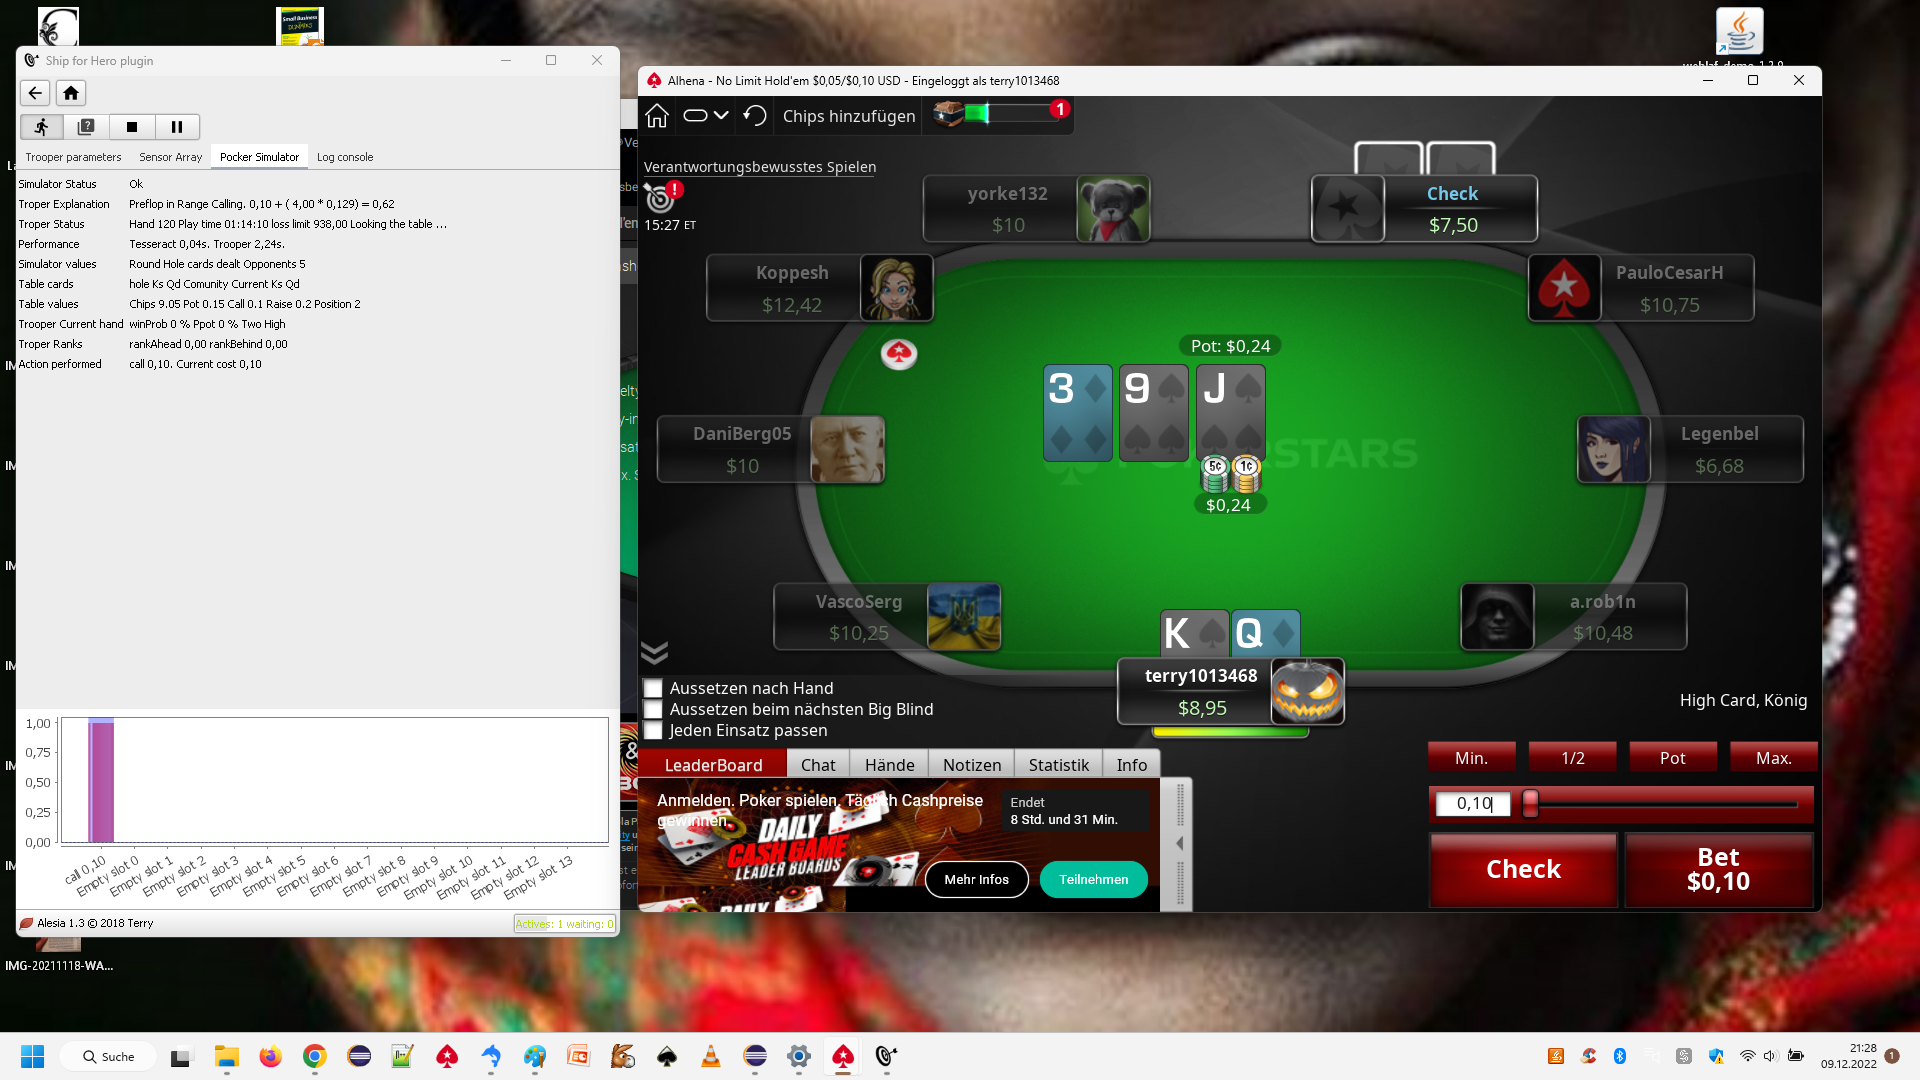 Small Business
DUMMIES
Ship for Hero plugin
Trooper parameters
Sensor Array
Pocker Simulator
Log console
Simulator Status Ok
Troper Explanation Preflop in Range Calling. 0,10 + ( 4,00 * 0,129) = 0,62
Troper Status Hand 120 Play time 01:14:10 loss limit 938,00 Looking the table ...
Performance Tesseract 0,04s. Trooper 2,24s.
Simulator values Round Hole cards dealt Opponents 5
Table cards hole Ks Qd Comunity Current Ks Qd
Table values Chips 9.05 Pot 0.15 Call 0.1 Raise 0.2 Position 2
Trooper Current hand winProb 0 % Ppot 0 % Two High
Troper Ranks rankAhead 0,00 rankBehind 0,00
Action performed call 0,10. Current cost 0,10
1,00
0,75
0,50
0,25
0,00
call 0,10
Empty slot 0
Empty slot 1
Empty slot 2
Empty slot 3
Empty slot 4
Empty slot 5
Empty slot 6
Empty slot 7
Empty slot 8
Empty slot 9
Empty slot 10
Empty slot 11
Empty slot 12
Empty slot 13
Alesia 1.3 © 2018 Terry
Actives: 1 waiting: 0
IMG-20211118-WA...
Alhena - No Limit Hold'em $0,05/$0,10 USD - Eingeloggt als terry1013468
Chips hinzufügen
1
Verantwortungsbewusstes Spielen
15:27 ET
yorke132
$10
Check
$7,50
Koppesh
$12,42
PauloCesarH
$10,75
Pot: $0,24
3
9
J
5¢
1¢
$0,24
DaniBerg05
$10
Legenbel
$6,68
VascoSerg
$10,25
a.rob1n
$10,48
K
Q
terry1013468
$8,95
Aussetzen nach Hand
Aussetzen beim nächsten Big Blind
Jeden Einsatz passen
High Card, König
LeaderBoard
Chat
Hände
Notizen
Statistik
Info
Anmelden. Poker spielen. Täglich Cashpreise
gewinnen.
Endet
8 Std. und 31 Min.
DAILY
CASH GAME
LEADER BOARDS
Mehr Infos
Teilnehmen
DAILY
Min.
1/2
Pot
Max.
0,10
Check
Bet
$0,10
Suche
21:28
09.12.2022
1